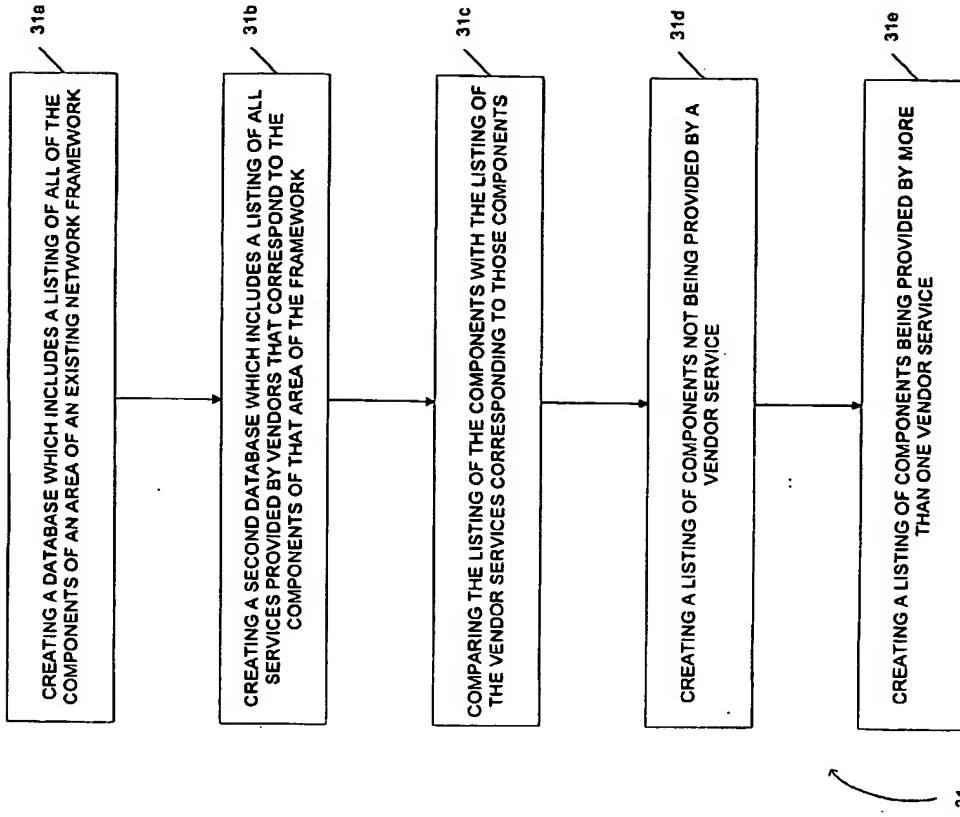 31a
CREATING A DATABASE WHICH INCLUDES A LISTING OF ALL OF THE
COMPONENTS OF AN AREA OF AN EXISTING NETWORK FRAMEWORK
31b
CREATING A SECOND DATABASE WHICH INCLUDES A LISTING OF ALL
SERVICES PROVIDED BY VENDORS THAT CORRESPOND TO THE
COMPONENTS OF THAT AREA OF THE FRAMEWORK
31c
COMPARING THE LISTING OF THE COMPONENTS WITH THE LISTING OF
THE VENDOR SERVICES CORRESPONDING TO THOSE COMPONENTS
31d
CREATING A LISTING OF COMPONENTS NOT BEING PROVIDED BY A
VENDOR SERVICE
31e
CREATING A LISTING OF COMPONENTS BEING PROVIDED BY MORE
THAN ONE VENDOR SERVICE